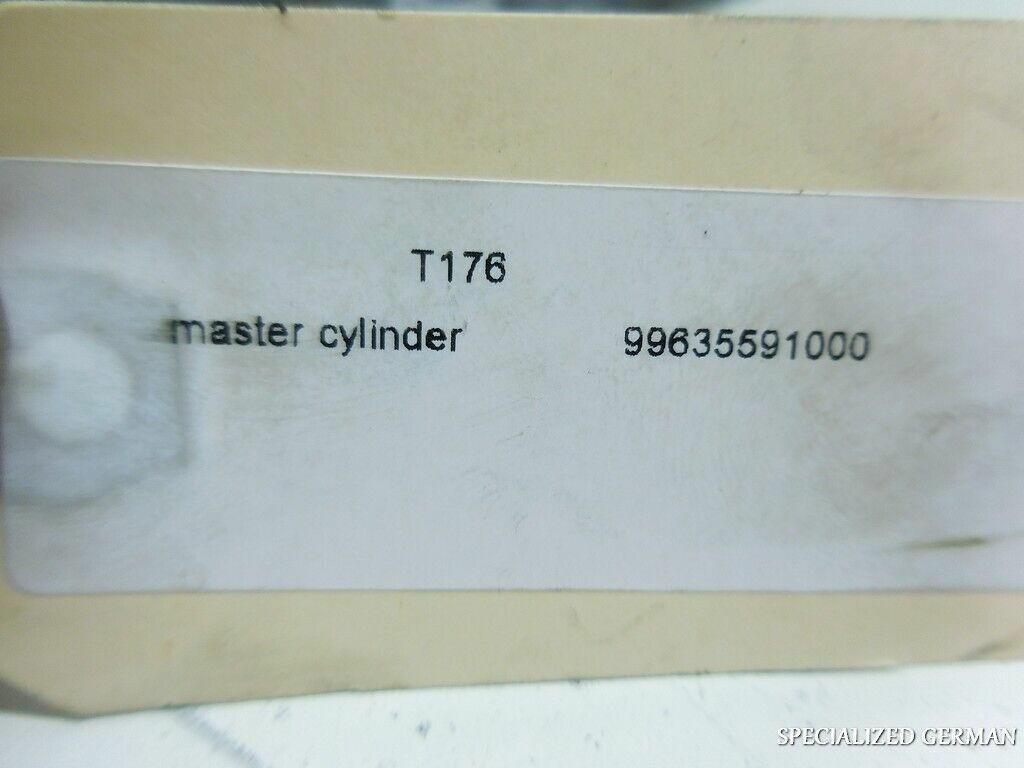 T176
master cylinder 99635591000
SPECIALIZED GERMAN